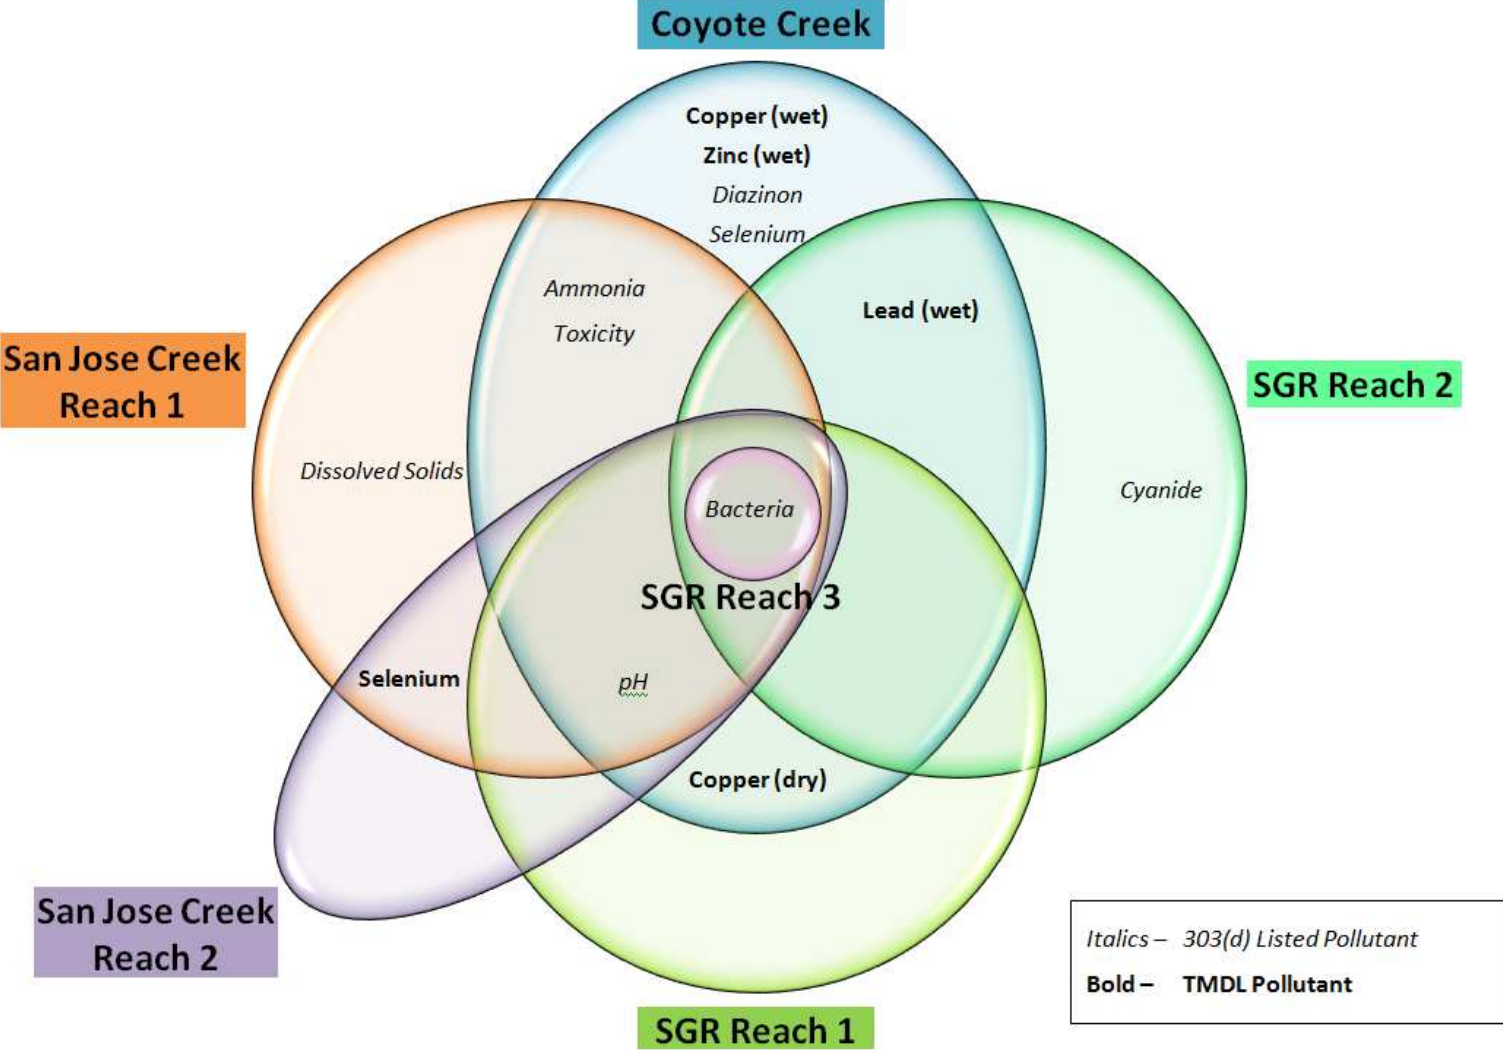 Coyote Creek
Copper (wet)
Zinc (wet)
Diazinon
Selenium
Ammonia
Toxicity
Lead (wet)
San Jose Creek
Reach 1
SGR Reach 2
Dissolved Solids
Cyanide
Bacteria
SGR Reach 3
Selenium
pH
Copper (dry)
San Jose Creek
Reach 2
SGR Reach 1
Italics – 303(d) Listed Pollutant
Bold – TMDL Pollutant